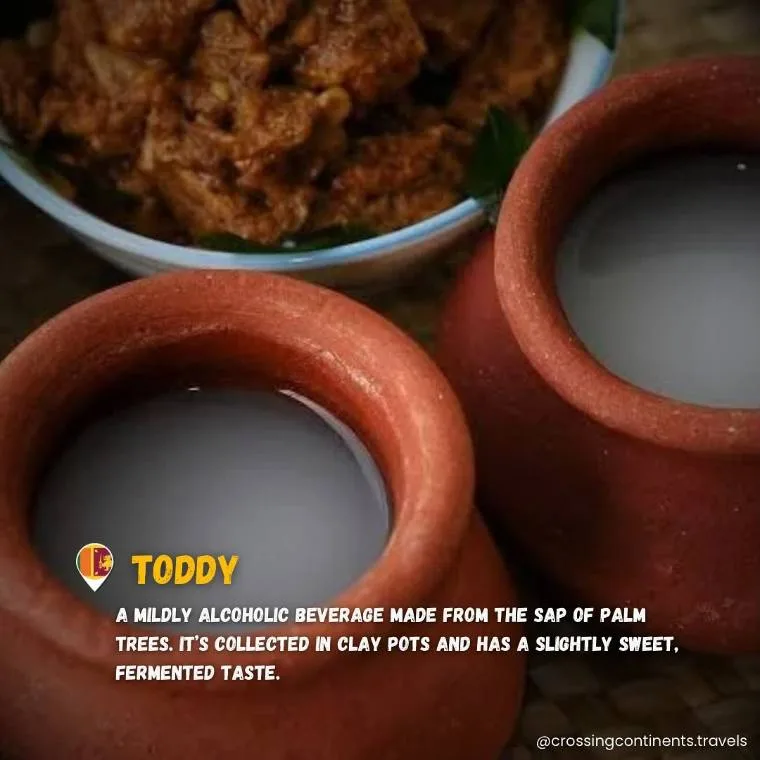 TODDY
A MILDLY ALCOHOLIC BEVERAGE MADE FROM THE SAP OF PALM
TREES. IT'S COLLECTED IN CLAY POTS AND HAS A SLIGHTLY SWEET,
FERMENTED TASTE.
@crossingcontinents.travels